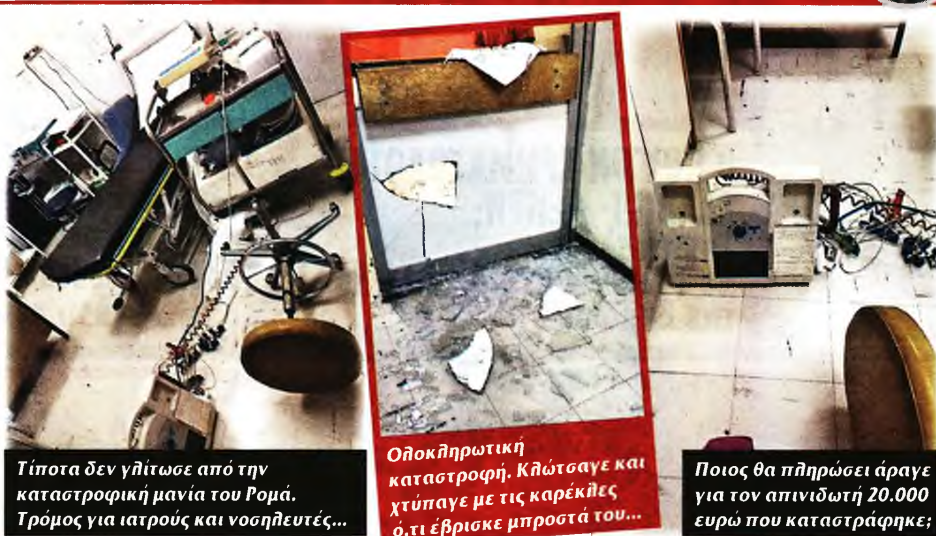 Τίποτα δεν γλίτωσε από την
καταστροφική μανία του Ρομά.
Τρόμος για ιατρούς και νοσηλευτές...
Ολοκληρωτική
καταστροφή. Κλώτσαγε και
χτύπαγε με τις καρέκλες
ό,τι έβρισκε μπροστά του...
Ποιος θα πληρώσει άραγε
για τον απινιδωτή 20.000
ευρώ που καταστράφηκε;